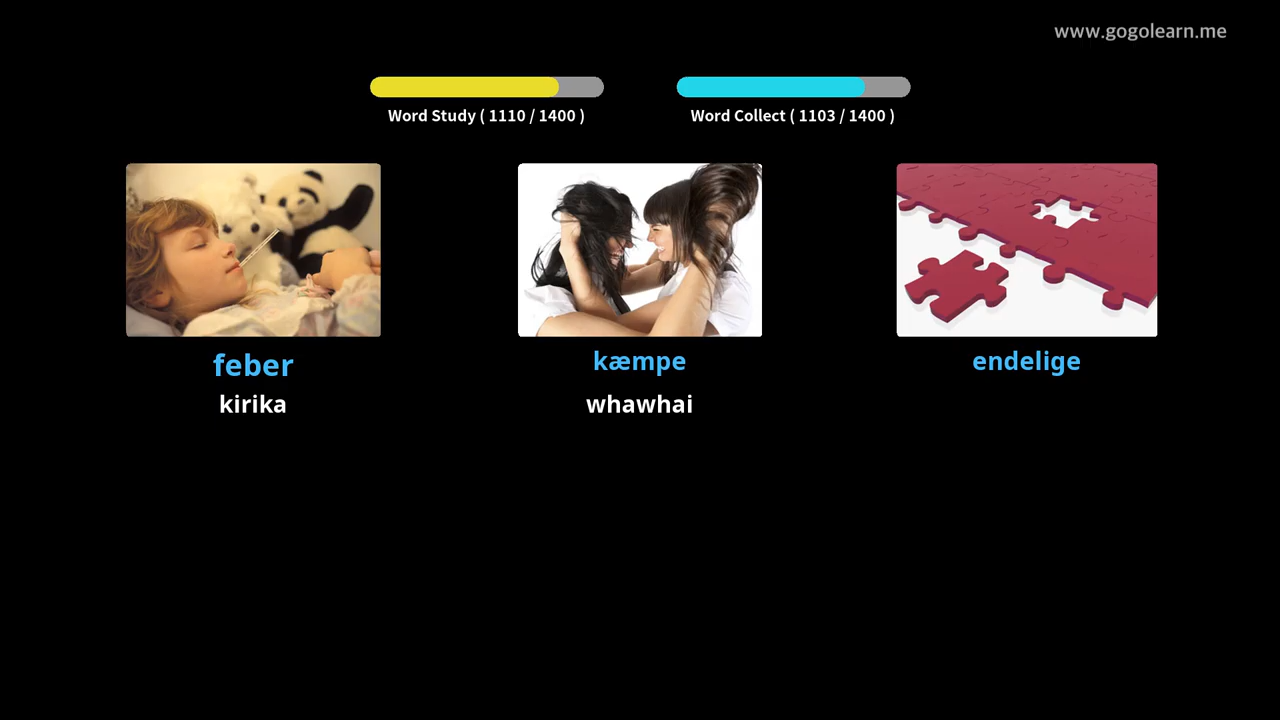 www.gogolearn.me
Word Study ( 1110 / 1400 )
Word Collect ( 1103 / 1400 )
feber
kæmpe
endelige
kirika
whawhai